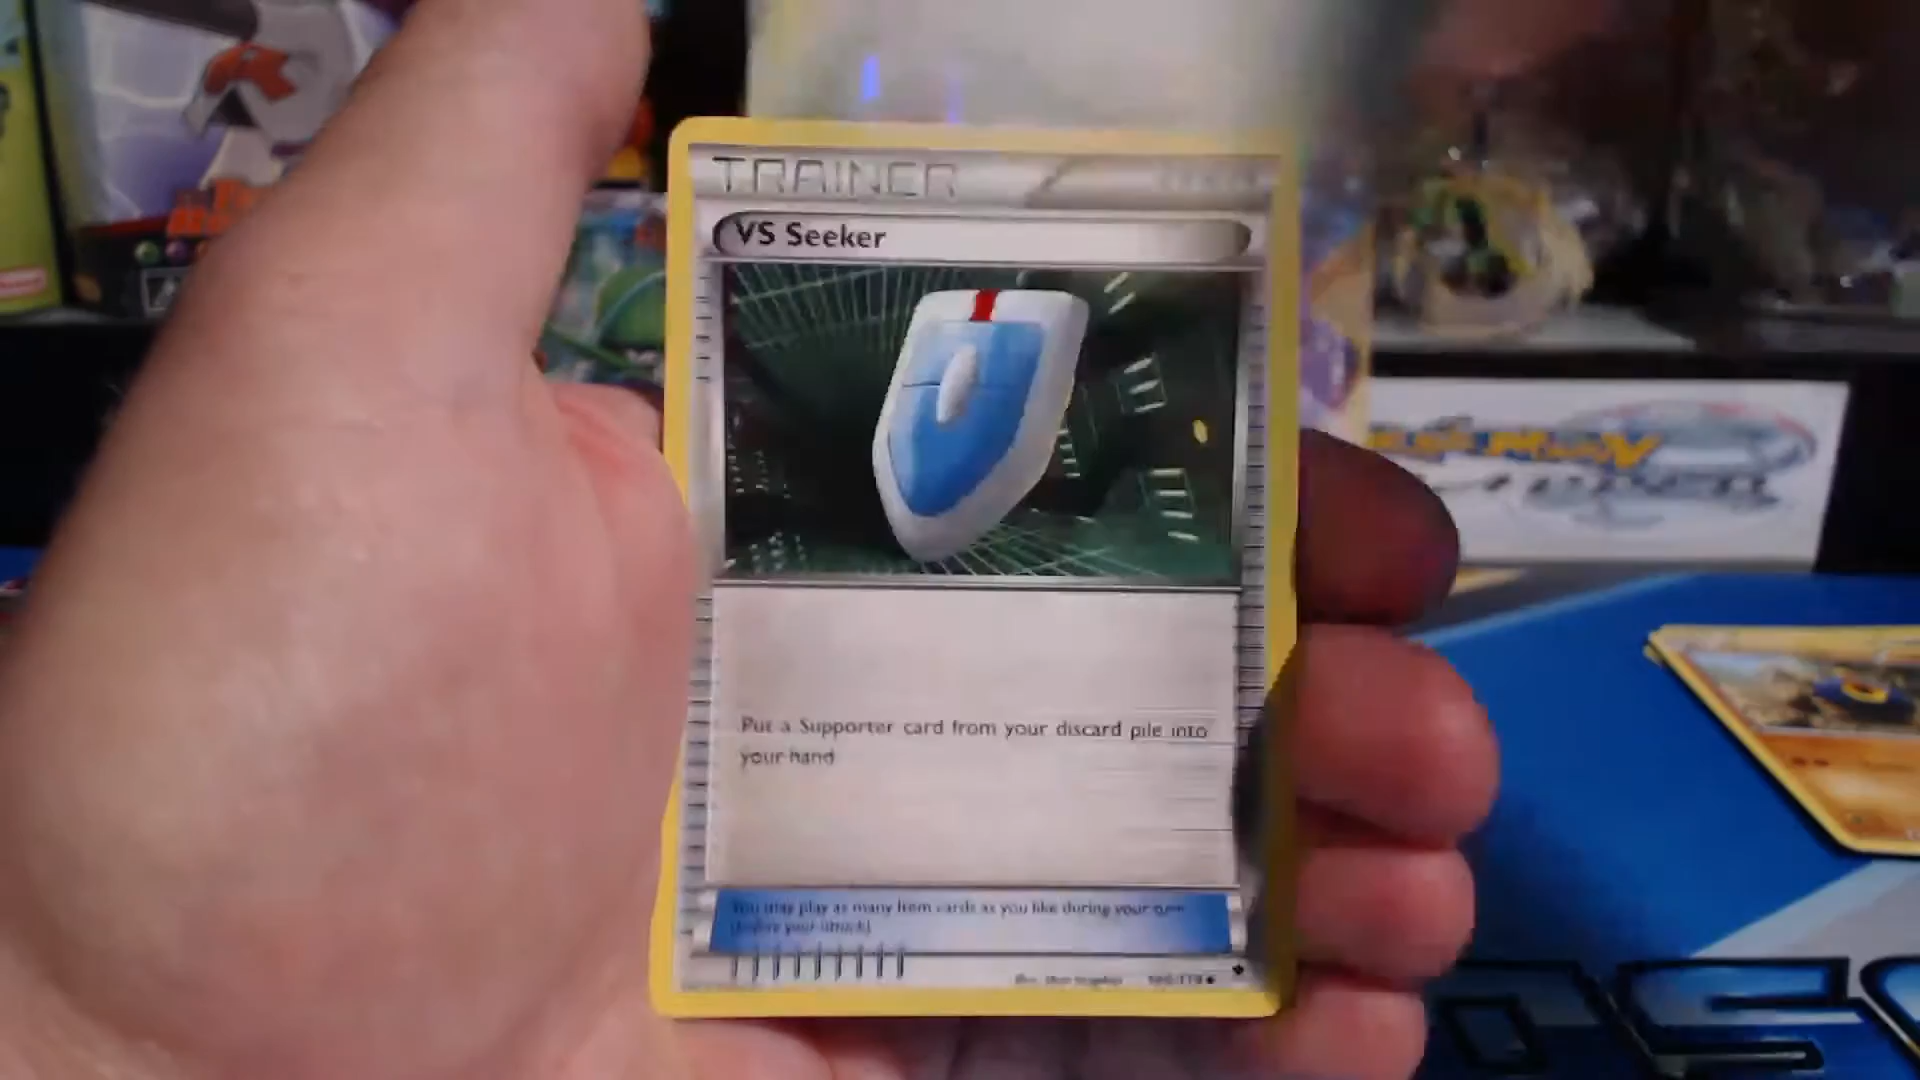 TRAINER
VS Seeker
Put a Supporter card from your discard pile into
your hand
You may play as many Item cards as you like during your turn
(before your attack)